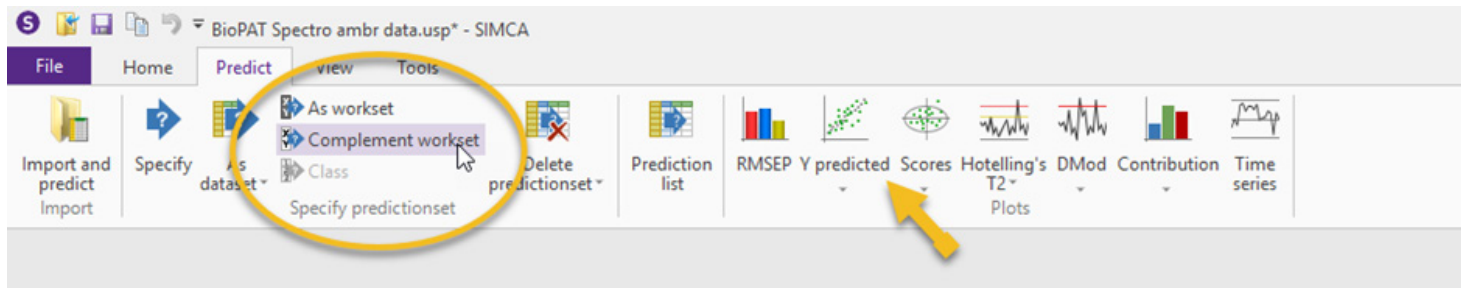 S BioPAT Spectro ambr data.usp* - SIMCA
File Home Predict View Tools
Import and predict
Import
Specify
As dataset
As workset
Complement workset
Class
Delete predictionset
Specify predictionset
Prediction list
RMSEP
Y predicted
Scores
Hotelling's T2
DMod
Contribution
Time series
Plots